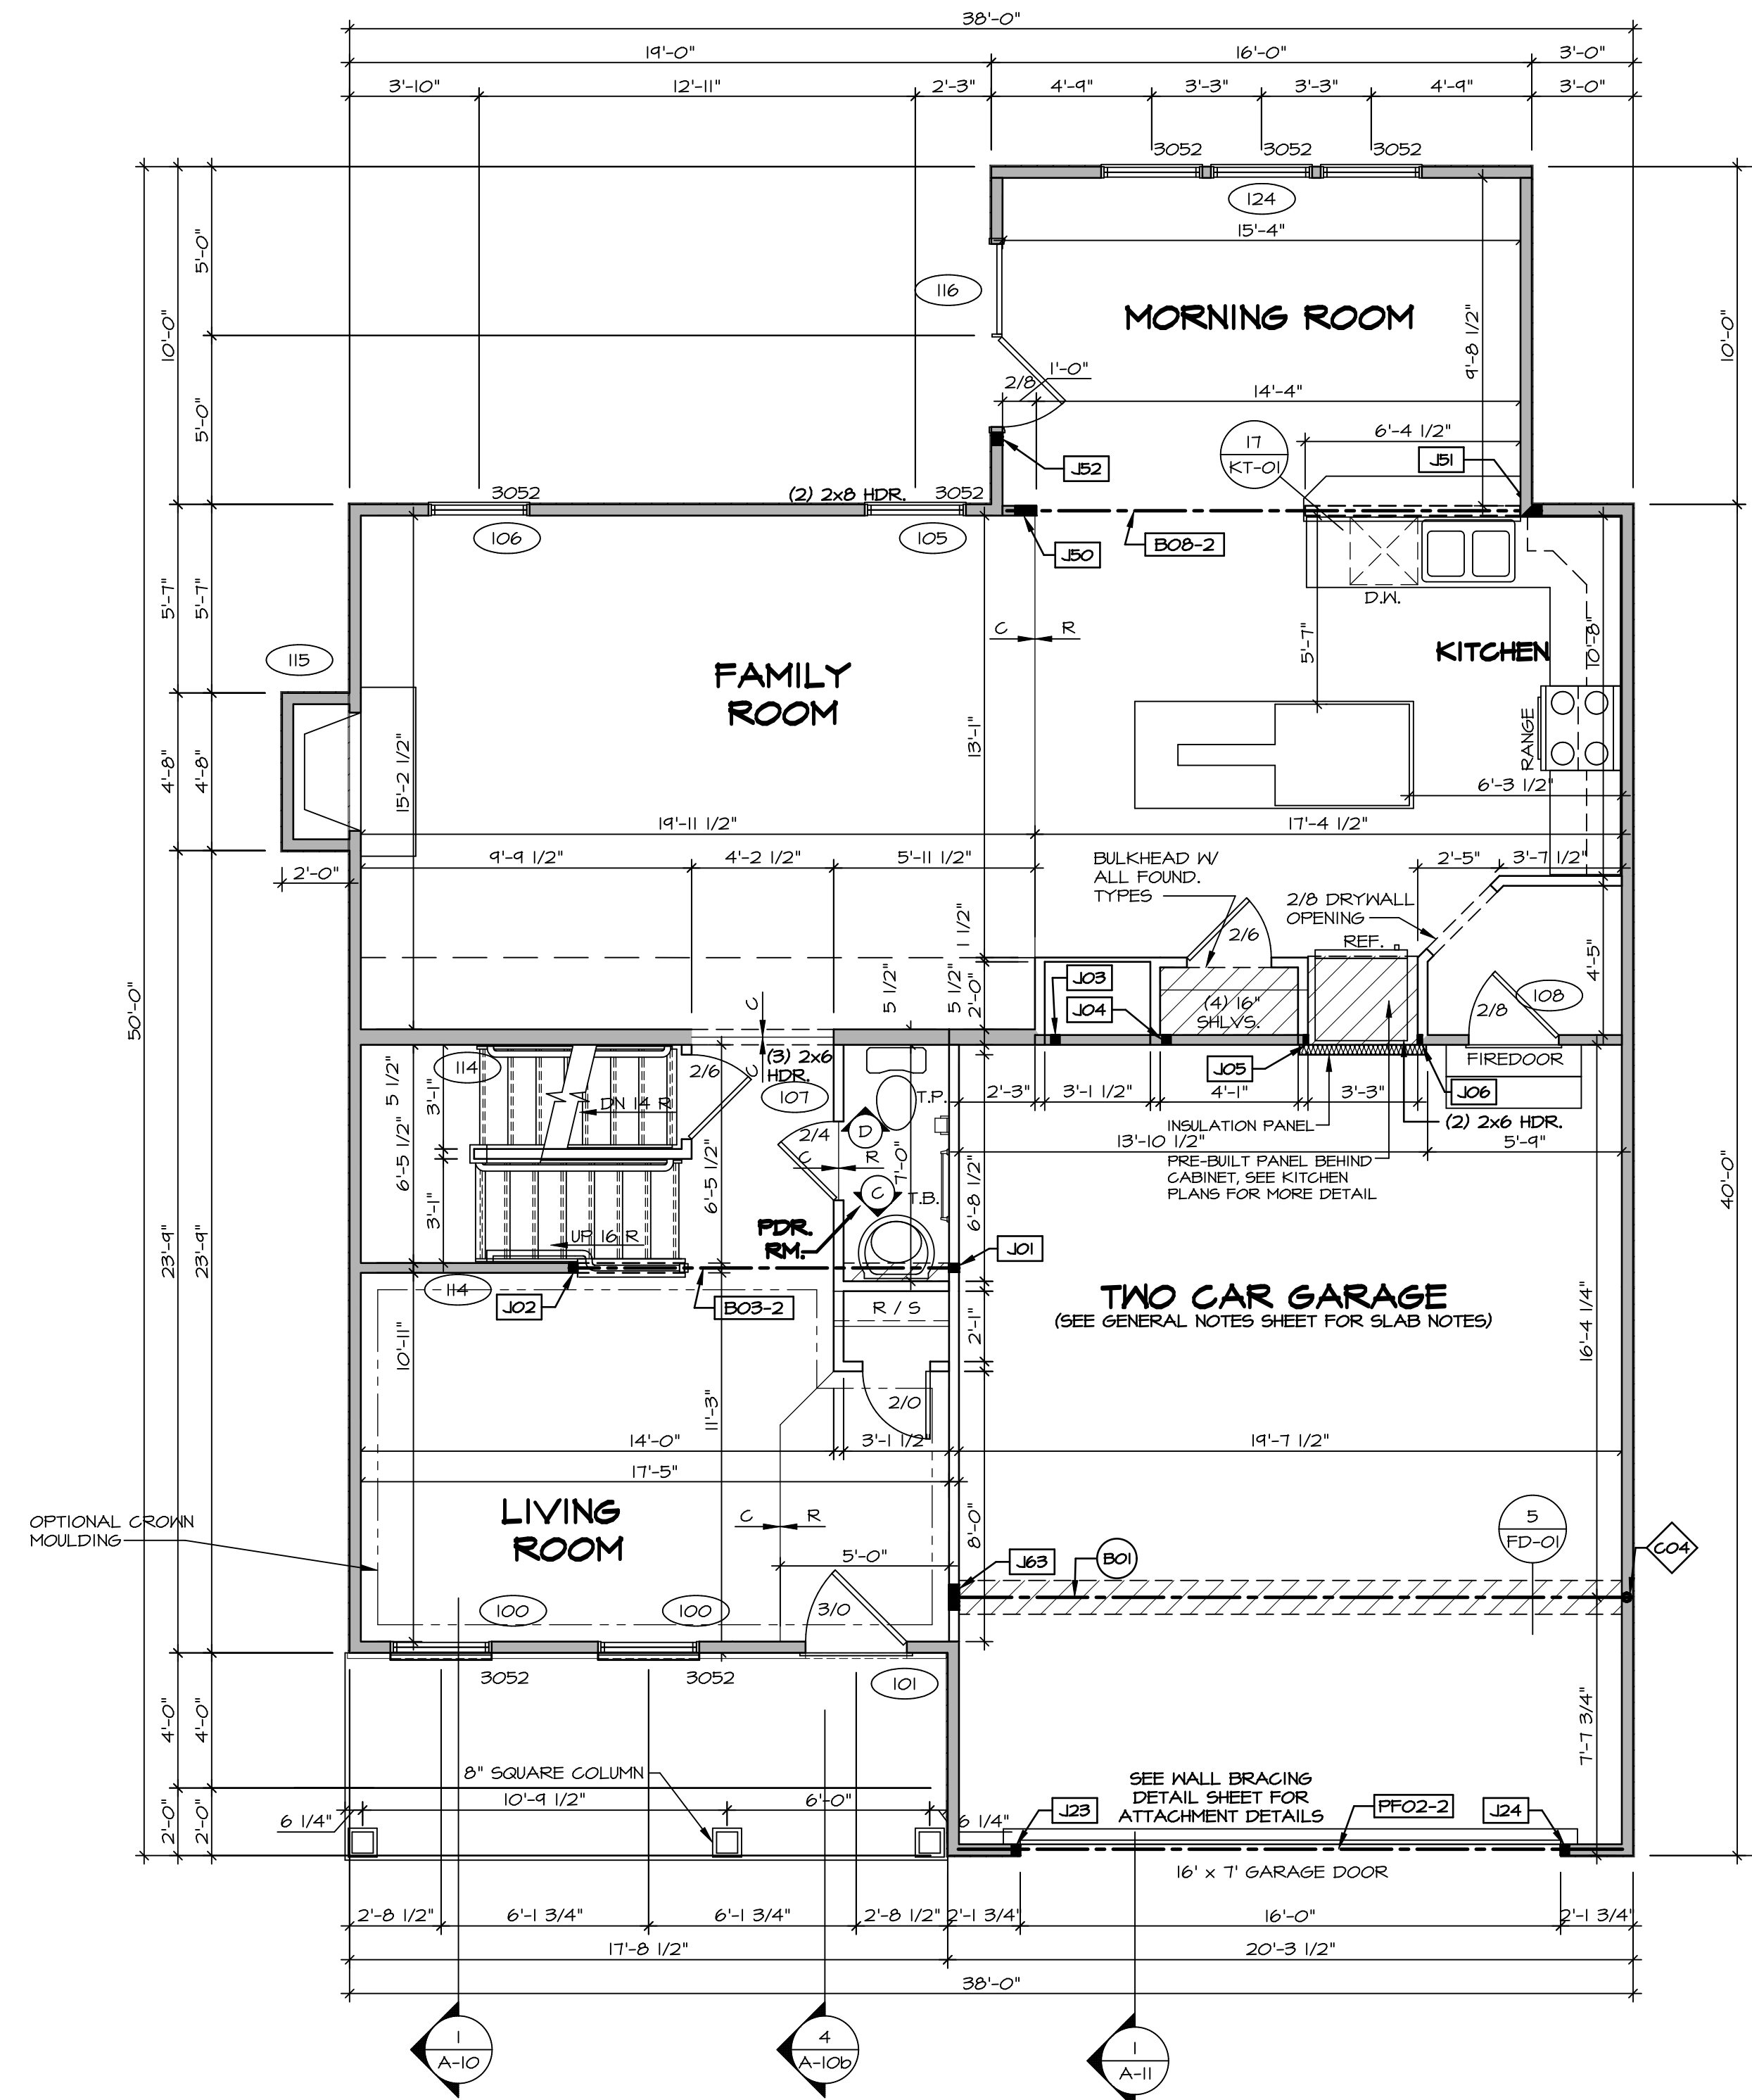 38'-0"
19'-0" 16'-0" 3'-0"
3'-10" 12'-11" 2'-3" 4'-9" 3'-3" 3'-3" 4'-9" 3'-0"
3052 3052 3052
124
15'-4"
5'-0"
116
MORNING ROOM
10'-0"
10'-0"
9'-8 1/2"
2/8
1'-0"
14'-4"
5'-0"
6'-4 1/2"
17
KT-01
J52
J51
3052
(2) 2x8 HDR.
3052
106
105
J50
B08-2
D.W.
5'-7"
5'-7"
C R
5'-7"
KITCHEN
10'-8"
115
FAMILY
ROOM
RANGE
13'-1"
4'-8"
4'-8"
15'-2 1/2"
6'-3 1/2"
19'-11 1/2"
17'-4 1/2"
9'-9 1/2" 4'-2 1/2" 5'-11 1/2"
2'-0"
BULKHEAD W/
ALL FOUND.
TYPES
2'-5" 3'-7 1/2"
2/8 DRYWALL
OPENING
2/6
REF.
1 1/2"
4'-5"
50'-0"
5 1/2"
5 1/2"
2'-0"
J03
J04
(4) 16"
SHLVS.
2/8
108
C
C
(3) 2x6
HDR.
107
114
2/6
FIREDOOR
J05
J06
5 1/2"
3'-1"
DN 14 R
T.P.
2'-3" 3'-1 1/2" 4'-1" 3'-3"
(2) 2x6 HDR.
INSULATION PANEL
13'-10 1/2"
5'-9"
2/4
D
C R
7'-0"
PRE-BUILT PANEL BEHIND
CABINET, SEE KITCHEN
PLANS FOR MORE DETAIL
40'-0"
6'-5 1/2"
6'-5 1/2"
6'-8 1/2"
3'-1"
C
T.B.
UP 16 R
PDR.
RM.
J01
23'-9"
23'-9"
114
J02
B03-2
R / S
TWO CAR GARAGE
(SEE GENERAL NOTES SHEET FOR SLAB NOTES)
2'-1"
16'-4 1/4"
10'-11"
11'-3"
2/0
14'-0" 3'-1 1/2" 19'-7 1/2"
17'-5"
LIVING
ROOM
OPTIONAL CROWN
MOULDING
C R
8'-0"
5
FD-01
5'-0"
J63
B01
C04
100
100
3/0
3052
3052
101
4'-0"
4'-0"
7'-7 3/4"
8" SQUARE COLUMN
SEE WALL BRACING
DETAIL SHEET FOR
ATTACHMENT DETAILS
10'-9 1/2" 6'-0"
2'-0"
2'-0"
6 1/4"
6 1/4"
J23
PF02-2
J24
16' x 7' GARAGE DOOR
2'-8 1/2" 6'-1 3/4" 6'-1 3/4" 2'-8 1/2" 2'-1 3/4" 16'-0" 2'-1 3/4"
17'-8 1/2" 20'-3 1/2"
38'-0"
1
A-10
4
A-10b
1
A-11